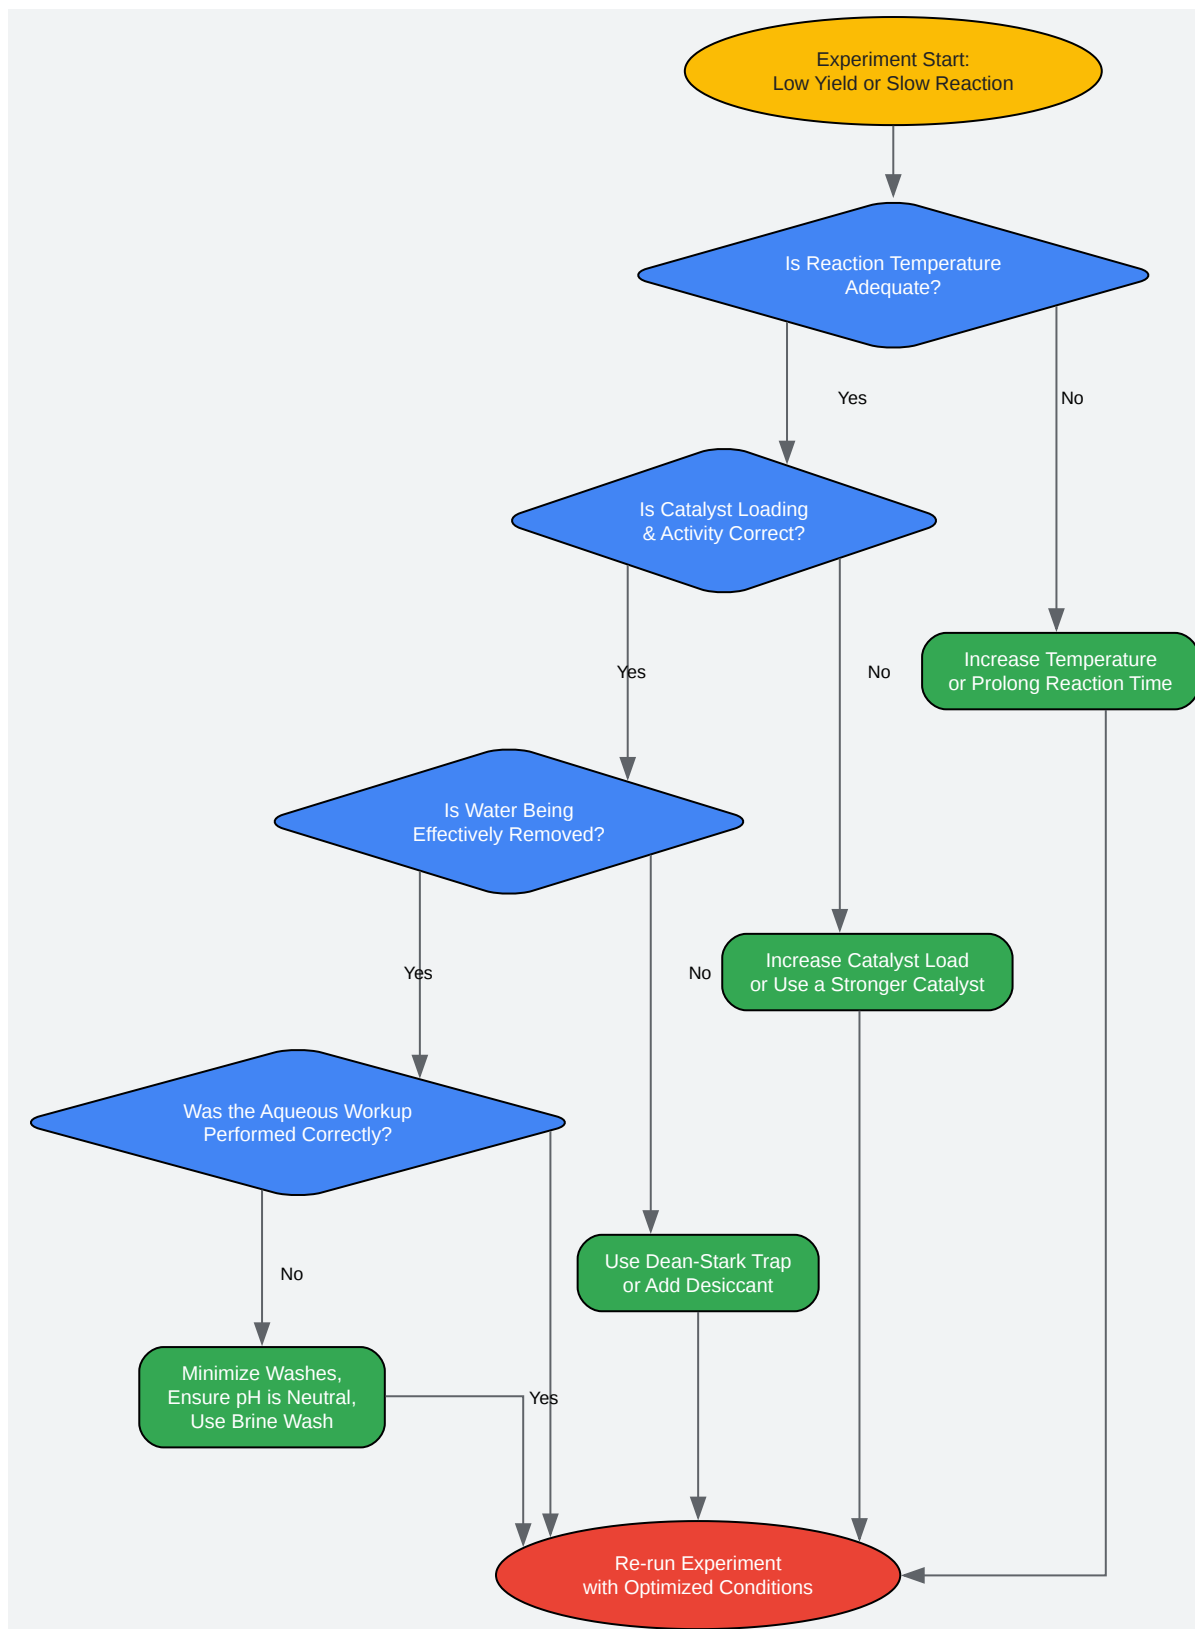 Experiment Start:
Low Yield or Slow Reaction
Is Reaction Temperature
Adequate?
Yes
No
Is Catalyst Loading
& Activity Correct?
Yes
No
Increase Temperature
or Prolong Reaction Time
Is Water Being
Effectively Removed?
Yes
No
Increase Catalyst Load
or Use a Stronger Catalyst
Was the Aqueous Workup
Performed Correctly?
No
Use Dean-Stark Trap
or Add Desiccant
Minimize Washes,
Ensure pH is Neutral,
Use Brine Wash
Yes
Re-run Experiment
with Optimized Conditions